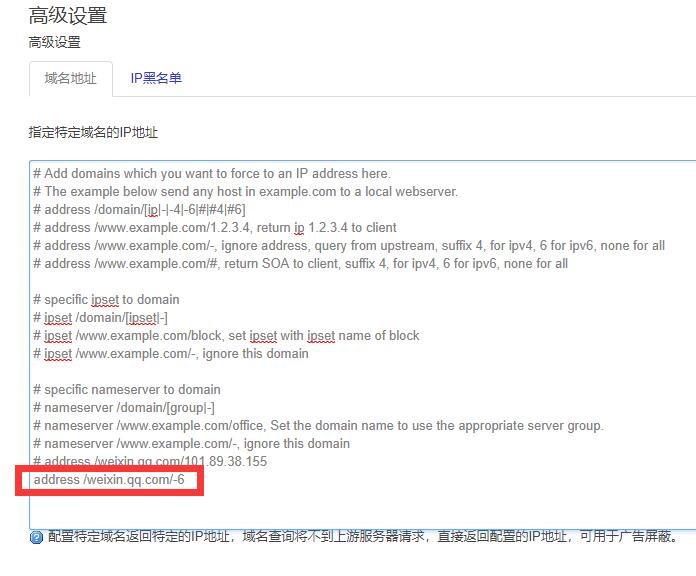 高级设置
高级设置
域名地址 IP黑名单
指定特定域名的IP地址
# Add domains which you want to force to an IP address here.
# The example below send any host in example.com to a local webserver.
# address /domain/[ip|-|-4|-6|#|#4|#6]
# address /www.example.com/1.2.3.4, return ip 1.2.3.4 to client
# address /www.example.com/-, ignore address, query from upstream, suffix 4, for ipv4, 6 for ipv6, none for all
# address /www.example.com/#, return SOA to client, suffix 4, for ipv4, 6 for ipv6, none for all
# specific ipset to domain
# ipset /domain/[ipset|-]
# ipset /www.example.com/block, set ipset with ipset name of block
# ipset /www.example.com/-, ignore this domain
# specific nameserver to domain
# nameserver /domain/[group|-]
# nameserver /www.example.com/office, Set the domain name to use the appropriate server group.
# nameserver /www.example.com/-, ignore this domain
# address /weixin.qq.com/101.89.38.155
address /weixin.qq.com/-6
配置特定域名返回特定的IP地址，域名查询将不到上游服务器请求，直接返回配置的IP地址，可用于广告屏蔽。